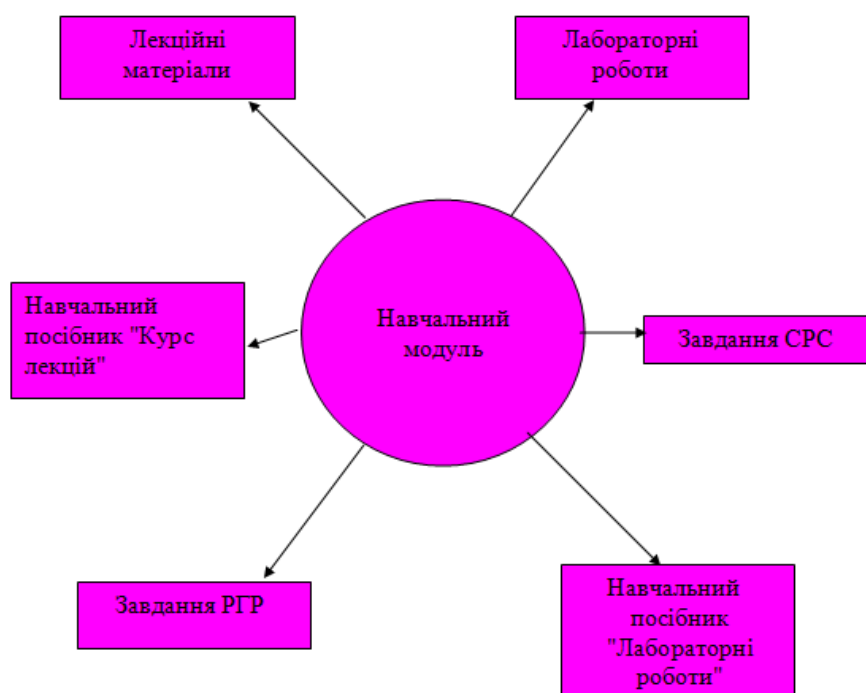 Лекційні
матеріали
Лабораторні
роботи
Навчальний
посібник "Курс
лекцій"
Навчальний
модуль
Завдання СРС
Завдання РГР
Навчальний
посібник
"Лабораторні
роботи"